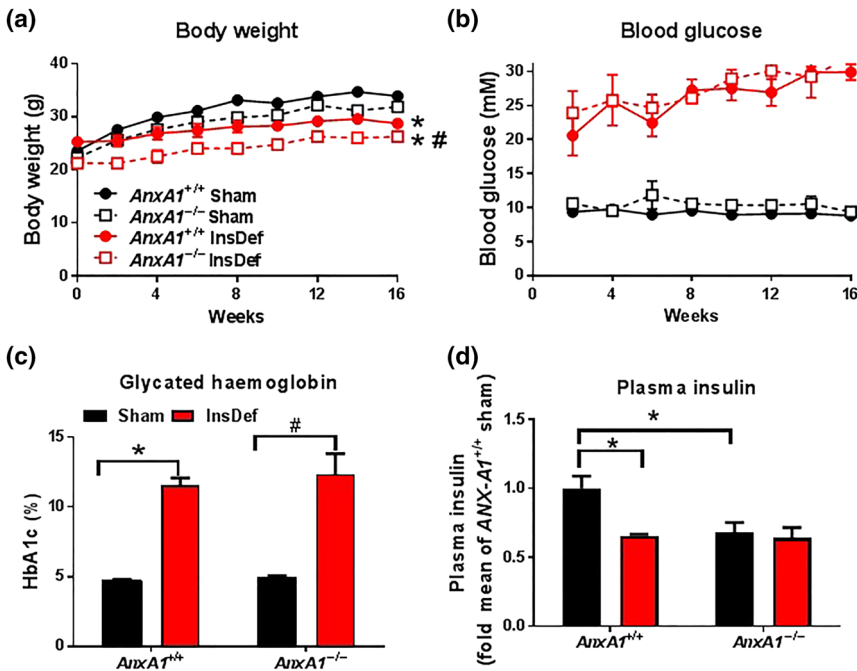 (a)
Body weight
Body weight (g)
40
30
20
10
0
AnxA1+/+ Sham
AnxA1−/− Sham
AnxA1+/+ InsDef
AnxA1−/− InsDef
*
* #
0 4 8 12 16
Weeks
(b)
Blood glucose
Blood glucose (mM)
30
25
20
15
10
5
0
0 4 8 12 16
Weeks
(c)
Glycated haemoglobin
Sham InsDef
HbA1c (%)
15
10
5
0
*
#
AnxA1+/+ AnxA1−/−
(d)
Plasma insulin
Plasma insulin
(fold mean of ANX-A1+/+ sham)
1.5
1.0
0.5
0.0
*
*
AnxA1+/+ AnxA1−/−